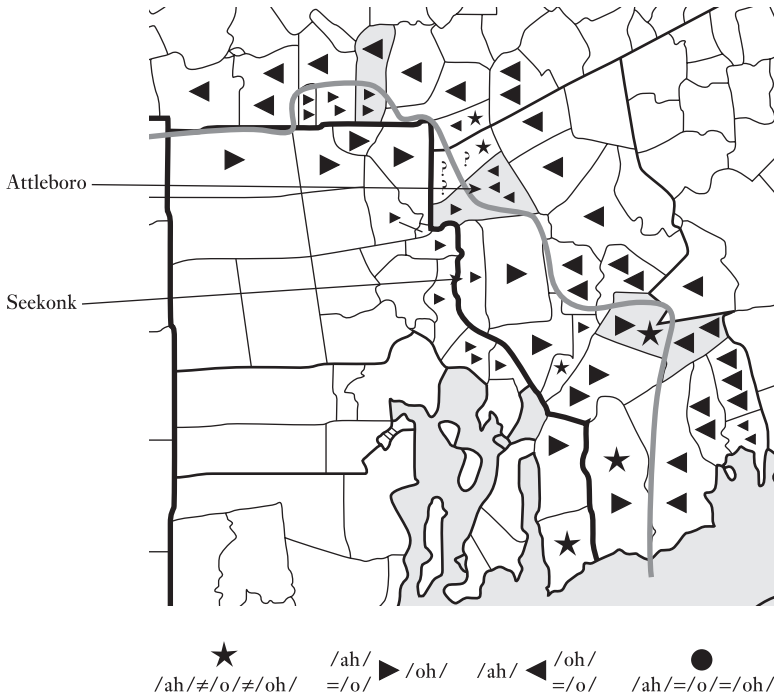 ?
?
?
?
Attleboro
Seekonk
/ah/≠/o/≠/oh/
/ah/
=/o/
/oh/
/ah/
/oh/
=/o/
/ah/=/o/=/oh/